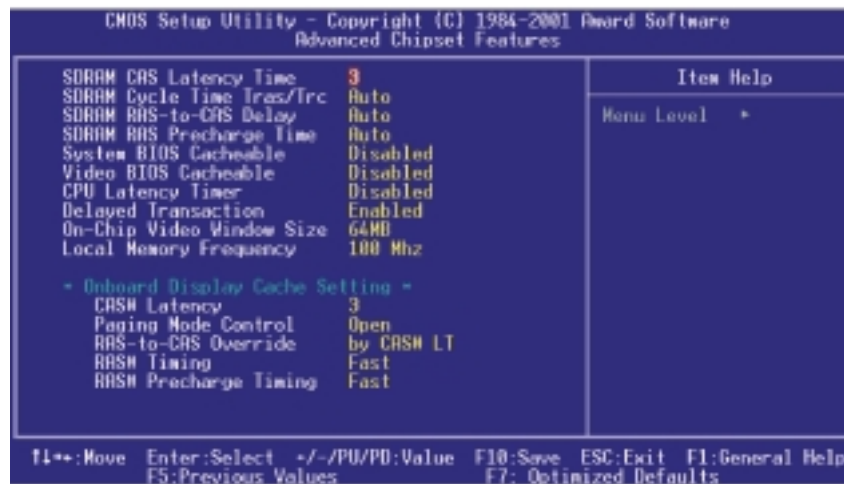 CMOS Setup Utility - Copyright (C) 1984-2001 Award Software
Advanced Chipset Features
SDRAM CAS Latency Time 3
SDRAM Cycle Time Tras/Trc Auto
SDRAM RAS-to-CAS Delay Auto
SDRAM RAS Precharge Time Auto
System BIOS Cacheable Disabled
Video BIOS Cacheable Disabled
CPU Latency Timer Disabled
Delayed Transaction Enabled
On-Chip Video Window Size 64MB
Local Memory Frequency 100 Mhz
Item Help
Menu Level ►
- Onboard Display Cache Setting -
CAS# Latency 3
Paging Mode Control Open
RAS-to-CAS Override by CAS# LT
RAS# Timing Fast
RAS# Precharge Timing Fast
↑↓→←:Move Enter:Select +/-/PU/PD:Value F10:Save ESC:Exit F1:General Help
F5:Previous Values F7: Optimized Defaults